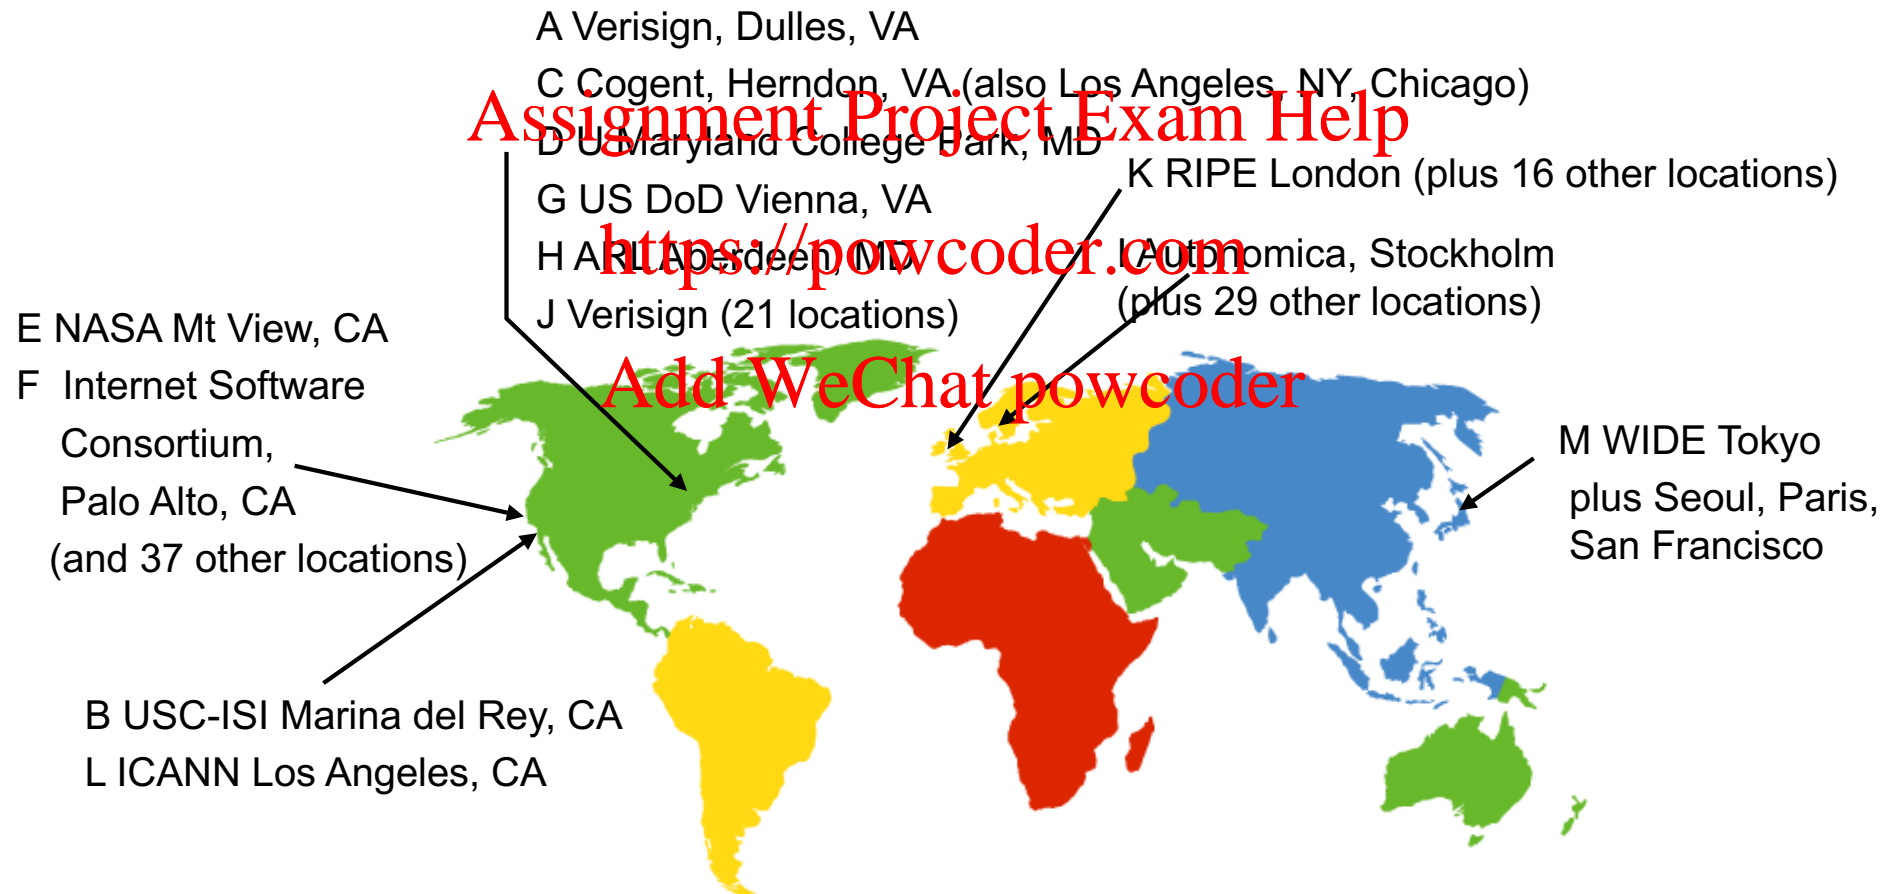 A Verisign, Dulles, VA
C Cogent, Herndon, VA (also Los Angeles, NY, Chicago)
Assignment Project Exam Help
D U Maryland College Park, MD
K RIPE London (plus 16 other locations)
G US DoD Vienna, VA
https://powcoder.com
H ARL Aberdeen, MD
I Autonomica, Stockholm
(plus 29 other locations)
J Verisign (21 locations)
E NASA Mt View, CA
F Internet Software
Consortium,
Palo Alto, CA
(and 37 other locations)
Add WeChat powcoder
M WIDE Tokyo
plus Seoul, Paris,
San Francisco
B USC-ISI Marina del Rey, CA
L ICANN Los Angeles, CA